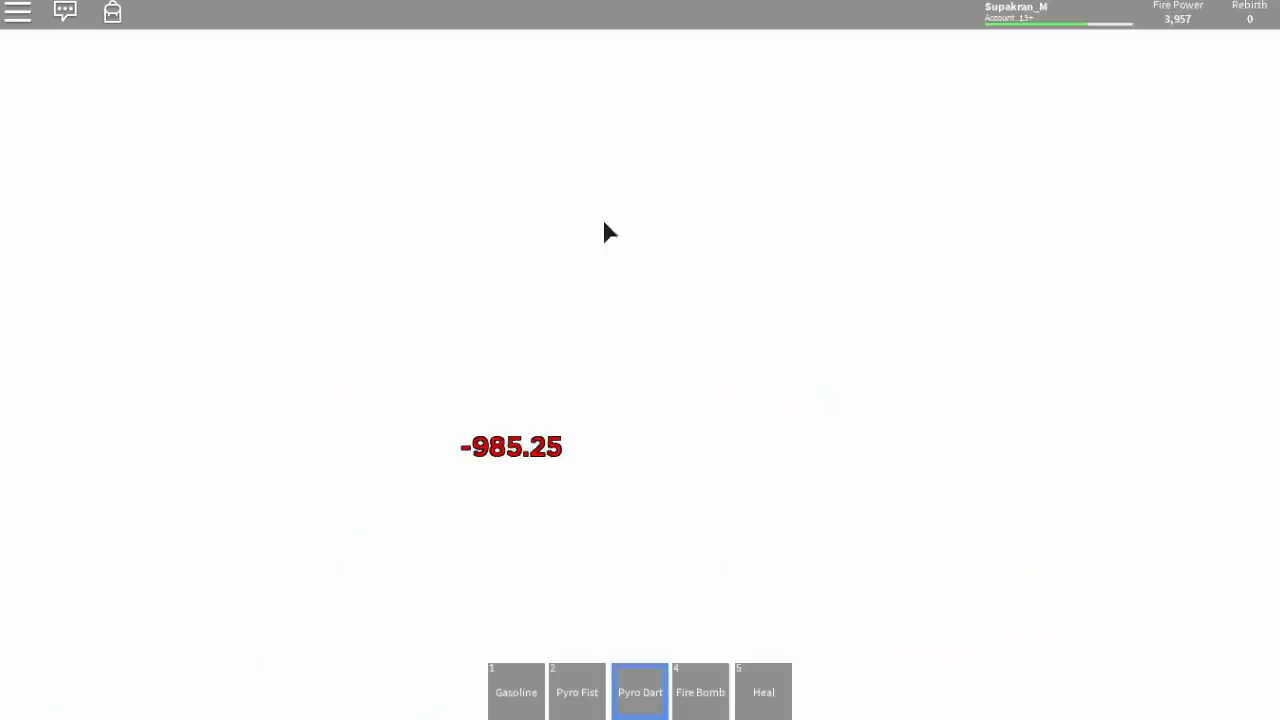 Supakran_M
Account: 13+
Fire Power
3,957
Rebirth
0
-985.25
1
Gasoline
2
Pyro Fist
Pyro Dart
4
Fire Bomb
5
Heal